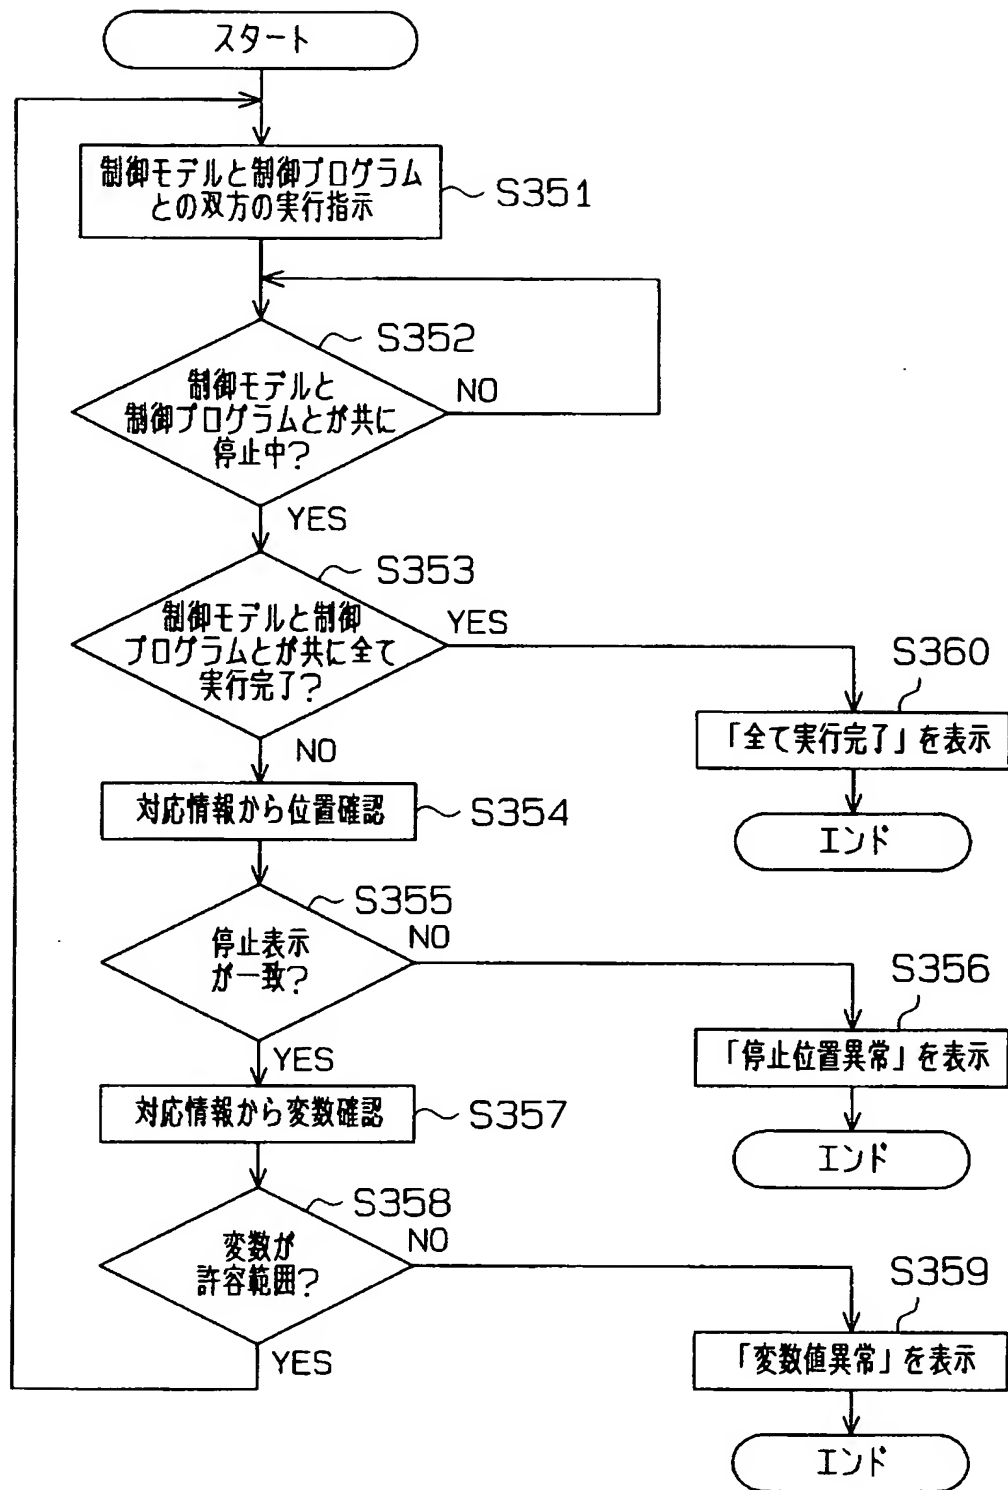 スタート
制御モデルと制御プログラム
との双方の実行指示
S351
S352
制御モデルと
制御プログラムとが共に
停止中?
NO
YES
S353
制御モデルと制御
プログラムとが共に全て
実行完了?
YES
NO
S360
「全て実行完了」を表示
エンド
対応情報から位置確認
S354
S355
停止表示
が一致?
NO
YES
S356
「停止位置異常」を表示
エンド
対応情報から変数確認
S357
S358
変数が
許容範囲?
NO
YES
S359
「変数値異常」を表示
エンド